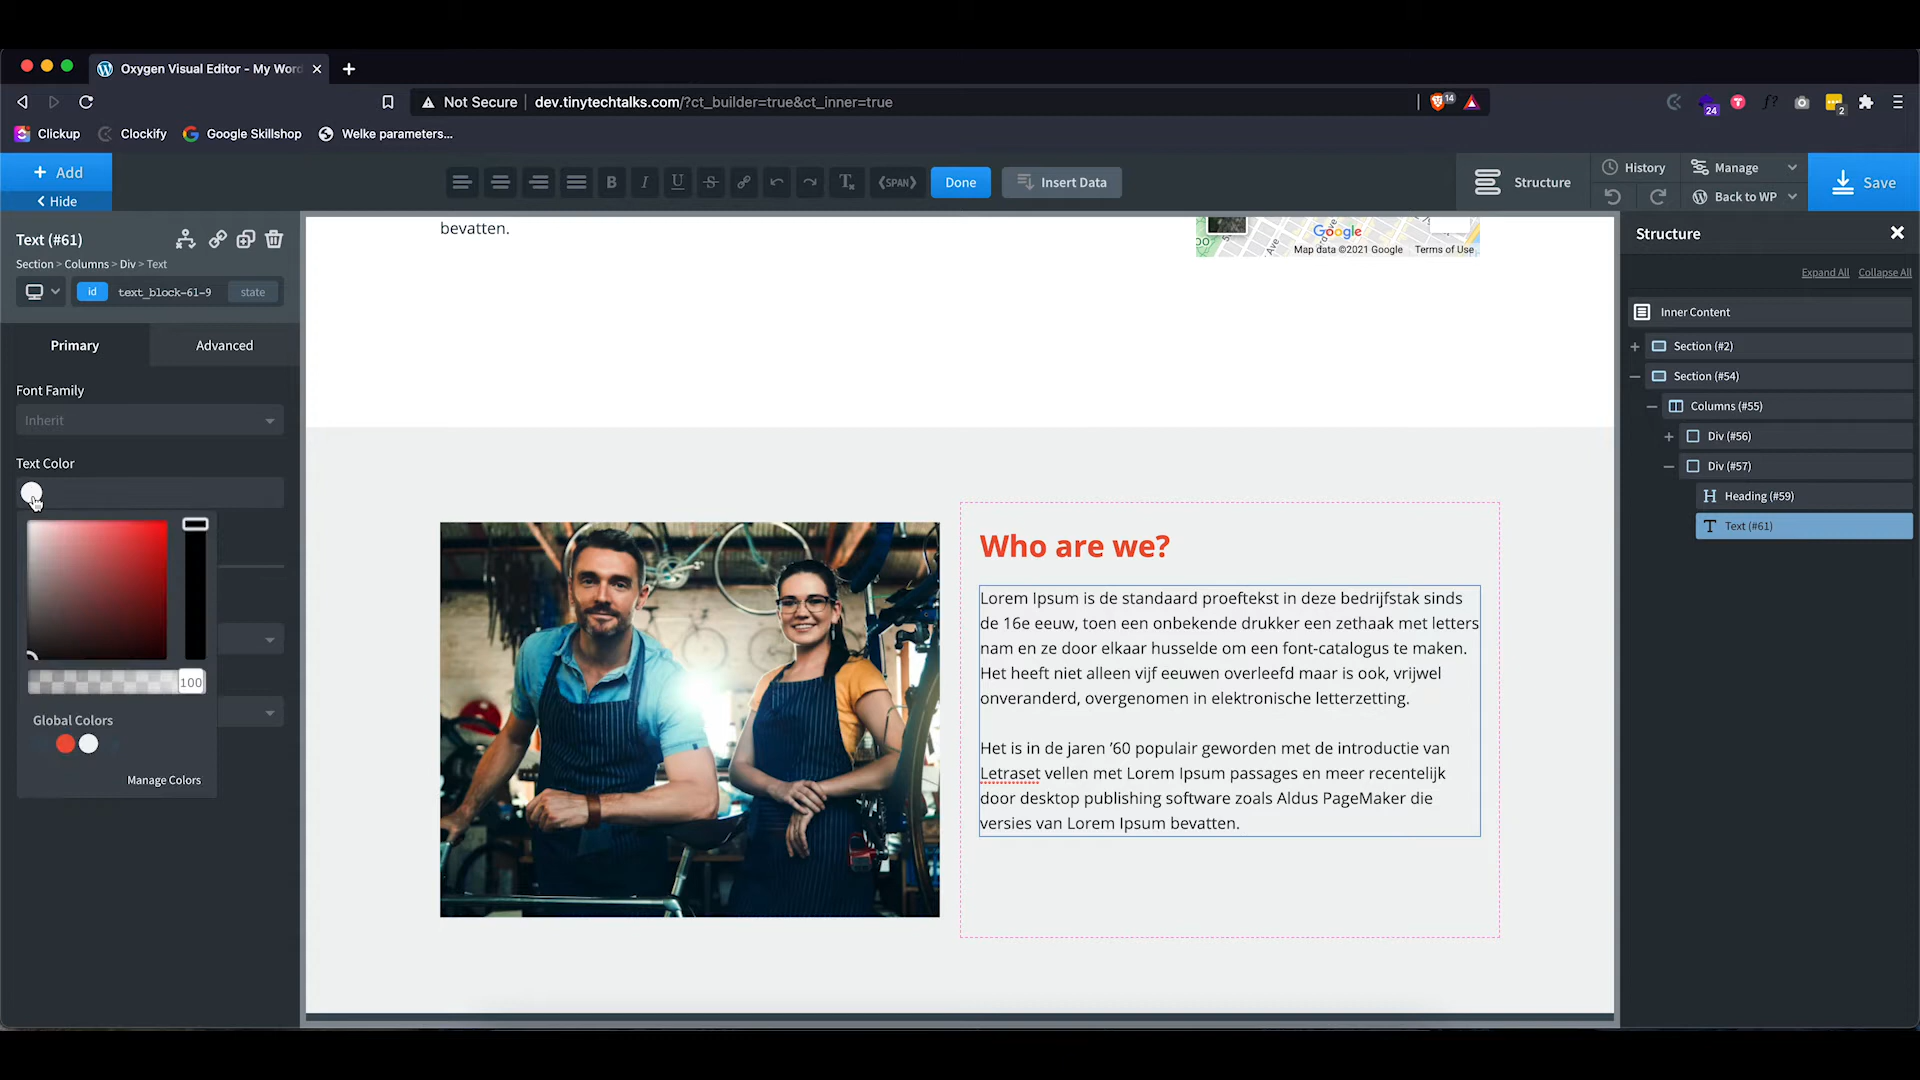 Oxygen Visual Editor - My Word
Not Secure
dev.tinytechtalks.com/?ct_builder=true&ct_inner=true
14
24
f?
2
Clickup
Clockify
Google Skillshop
Welke parameters...
+ Add
Hide
B
I
U
S
Tx
<SPAN>
Done
Insert Data
Structure
History
Manage
Back to WP
Save
Text (#61)
Section > Columns > Div > Text
id
text_block-61-9
state
Primary
Advanced
Font Family
Inherit
Text Color
100
Global Colors
Manage Colors
bevatten.
Google
Ave
Map data ©2021 Google
Terms of Use
Who are we?
Lorem Ipsum is de standaard proeftekst in deze bedrijfstak sinds
de 16e eeuw, toen een onbekende drukker een zethaak met letters
nam en ze door elkaar husselde om een font-catalogus te maken.
Het heeft niet alleen vijf eeuwen overleefd maar is ook, vrijwel
onveranderd, overgenomen in elektronische letterzetting.
Het is in de jaren ’60 populair geworden met de introductie van
Letraset vellen met Lorem Ipsum passages en meer recentelijk
door desktop publishing software zoals Aldus PageMaker die
versies van Lorem Ipsum bevatten.
Structure
Expand All
Collapse All
Inner Content
Section (#2)
Section (#54)
Columns (#55)
Div (#56)
Div (#57)
H Heading (#59)
T Text (#61)